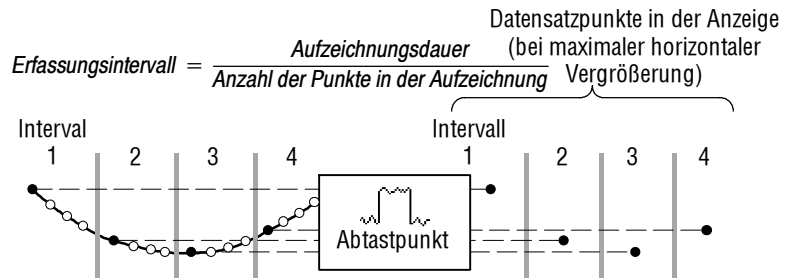 Datensatzpunkte in der Anzeige
(bei maximaler horizontaler
Vergrößerung)
Erfassungsintervall = Aufzeichnungsdauer
Anzahl der Punkte in der Aufzeichnung
Interval
1 2 3 4
Intervall
1 2 3 4
Abtastpunkt